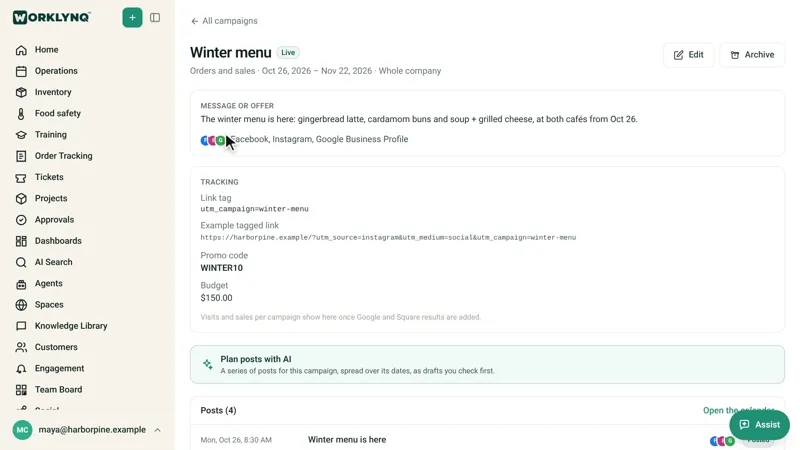 WORKLYNQ
Home
Operations
Inventory
Food safety
Training
Order Tracking
Tickets
Projects
Approvals
Dashboards
AI Search
Agents
Spaces
Knowledge Library
Customers
Engagement
Team Board
Social
MC maya@harborpine.example
All campaigns
Winter menu Live
Orders and sales · Oct 26, 2026 – Nov 22, 2026 · Whole company
Edit
Archive
MESSAGE OR OFFER
The winter menu is here: gingerbread latte, cardamom buns and soup + grilled cheese, at both cafés from Oct 26.
Facebook, Instagram, Google Business Profile
TRACKING
Link tag
utm_campaign=winter-menu
Example tagged link
https://harborpine.example/?utm_source=instagram&utm_medium=social&utm_campaign=winter-menu
Promo code
WINTER10
Budget
$150.00
Visits and sales per campaign show here once Google and Square results are added.
Plan posts with AI
A series of posts for this campaign, spread over its dates, as drafts you check first.
Posts (4)
Open the calendar
Mon, Oct 26, 8:30 AM Winter menu is here
Posted
Assist